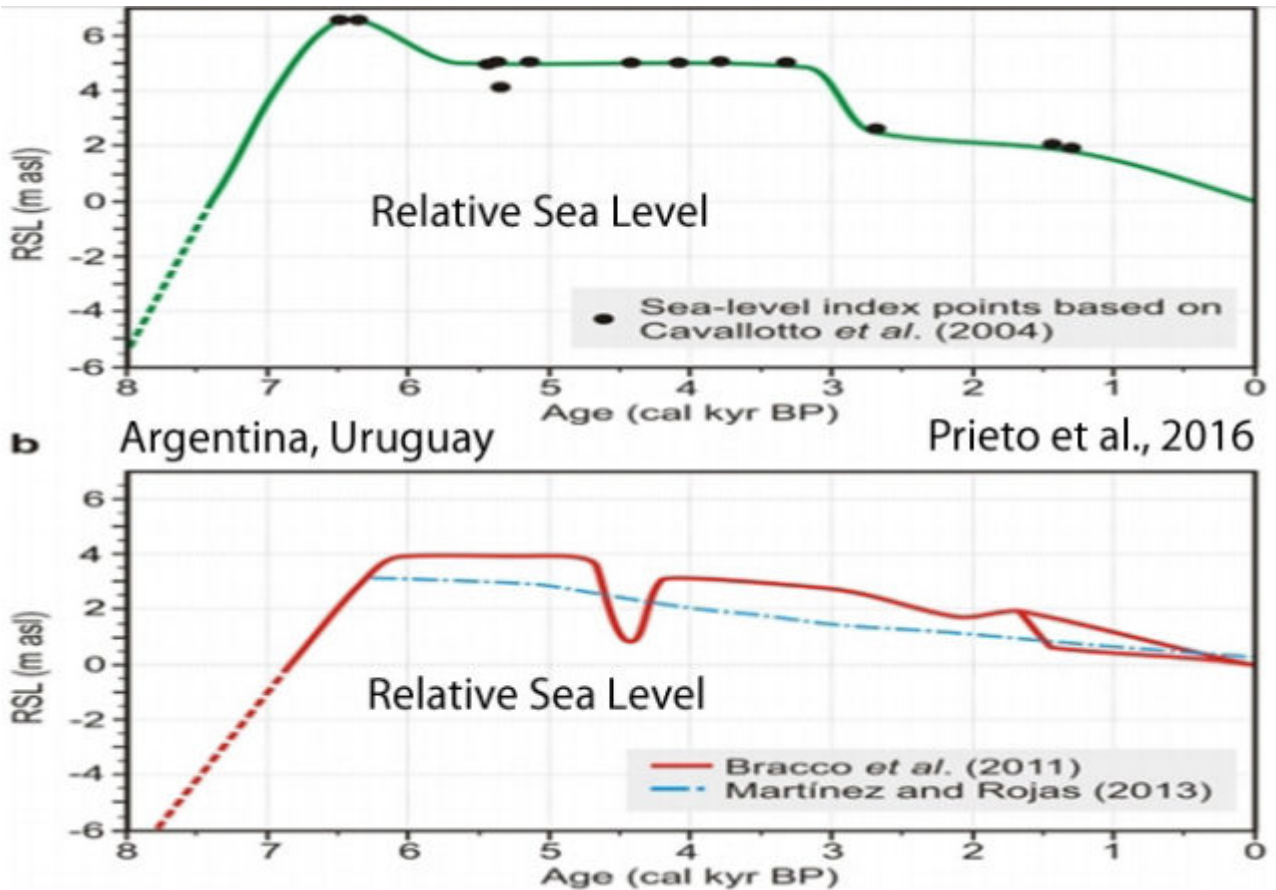 6
4
2
0
-2
-4
-6
RSL (m asl)
Relative Sea Level
Sea-level index points based on
Cavallotto et al. (2004)
8 7 6 5 4 3 2 1 0
Age (cal kyr BP)
b Argentina, Uruguay Prieto et al., 2016
6
4
2
0
-2
-4
-6
RSL (m asl)
Relative Sea Level
Bracco et al. (2011)
Martínez and Rojas (2013)
8 7 6 5 4 3 2 1 0
Age (cal kyr BP)